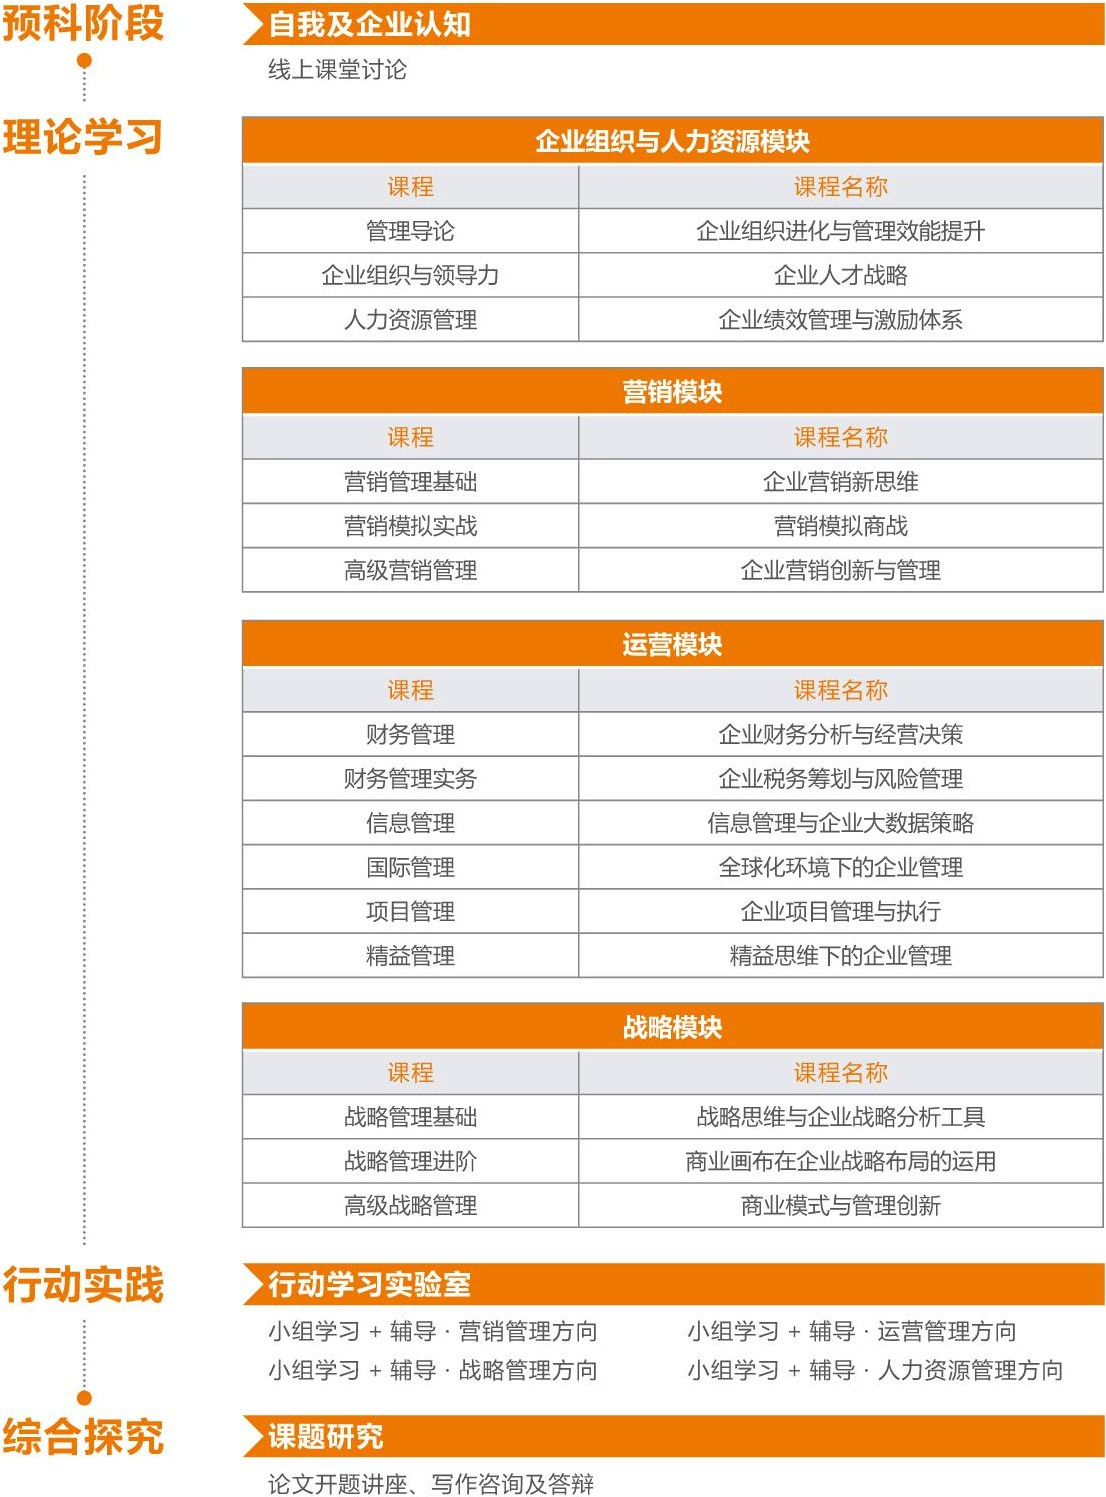 预科阶段
自我及企业认知
线上课堂讨论
理论学习
企业组织与人力资源模块
课程 课程名称
管理导论 企业组织进化与管理效能提升
企业组织与领导力 企业人才战略
人力资源管理 企业绩效管理与激励体系
营销模块
课程 课程名称
营销管理基础 企业营销新思维
营销模拟实战 营销模拟商战
高级营销管理 企业营销创新与管理
运营模块
课程 课程名称
财务管理 企业财务分析与经营决策
财务管理实务 企业税务筹划与风险管理
信息管理 信息管理与企业大数据策略
国际管理 全球化环境下的企业管理
项目管理 企业项目管理与执行
精益管理 精益思维下的企业管理
战略模块
课程 课程名称
战略管理基础 战略思维与企业战略分析工具
战略管理进阶 商业画布在企业战略布局的运用
高级战略管理 商业模式与管理创新
行动实践
行动学习实验室
小组学习 + 辅导 · 营销管理方向 小组学习 + 辅导 · 运营管理方向
小组学习 + 辅导 · 战略管理方向 小组学习 + 辅导 · 人力资源管理方向
综合探究
课题研究
论文开题讲座、写作咨询及答辩